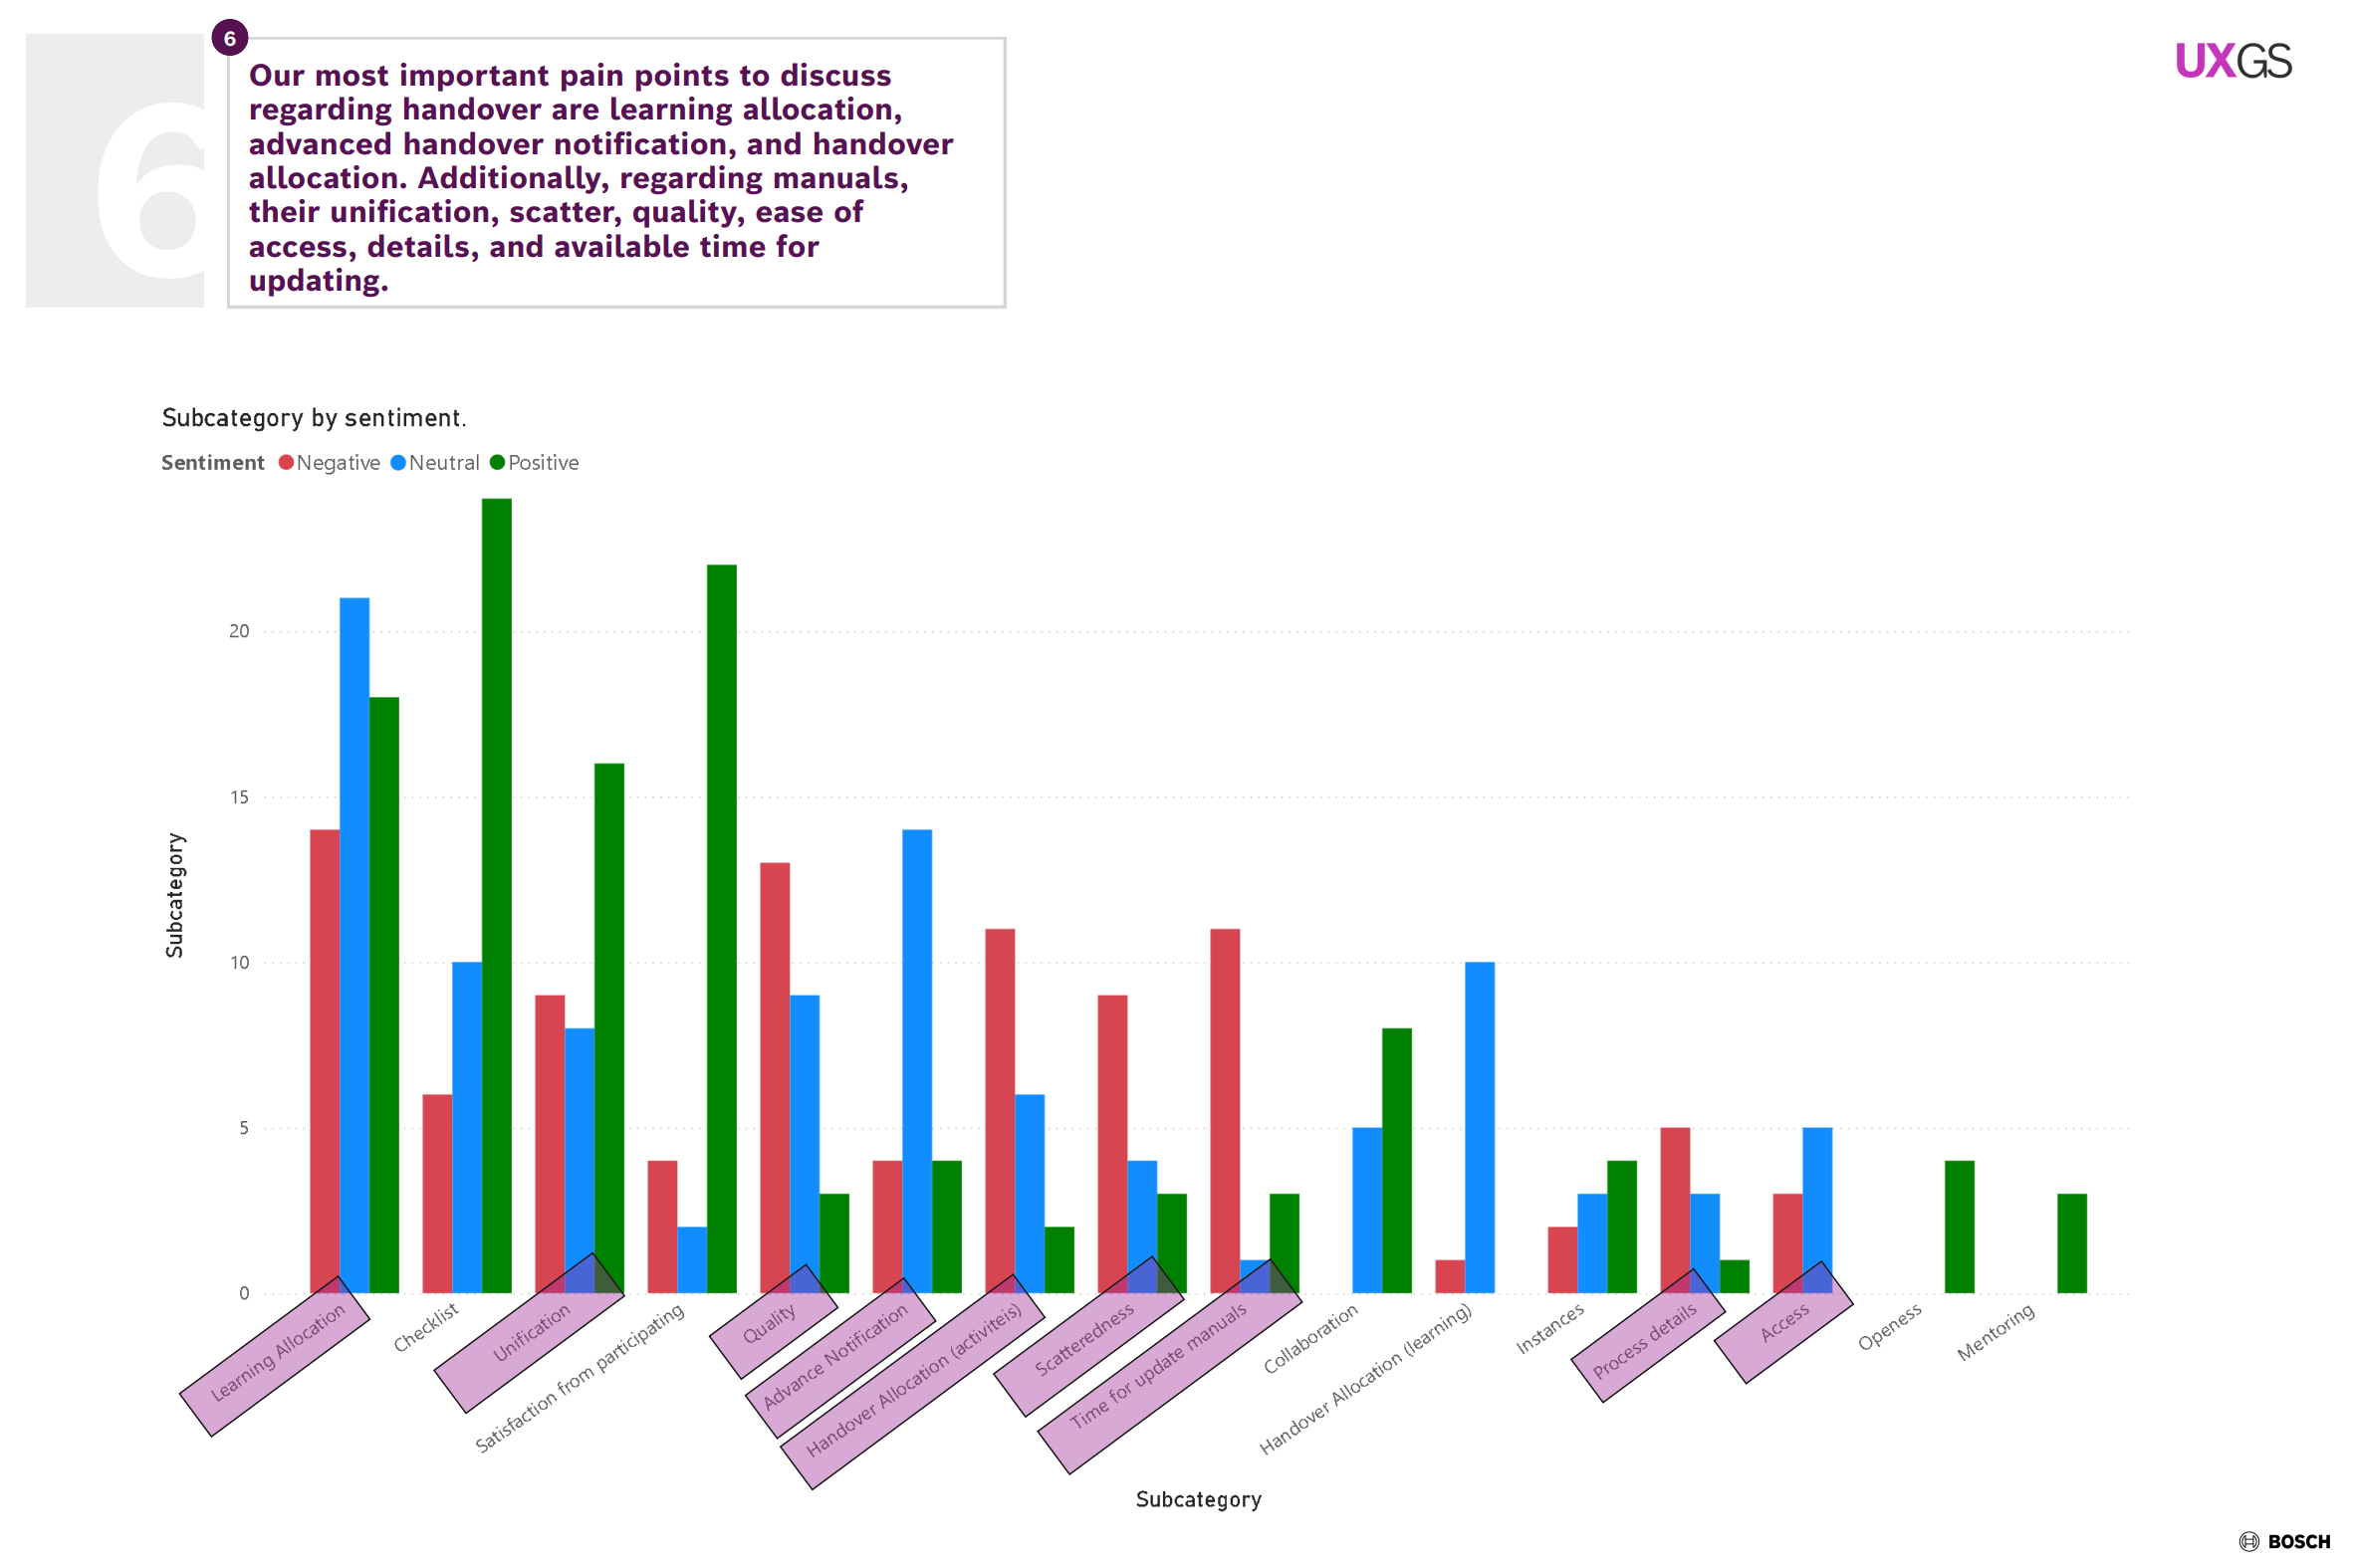 6
6
Our most important pain points to discuss
regarding handover are learning allocation,
advanced handover notification, and handover
allocation. Additionally, regarding manuals,
their unification, scatter, quality, ease of
access, details, and available time for
updating.
UXGS
Subcategory by sentiment.
Sentiment Negative Neutral Positive
20
15
10
5
0
Subcategory
Learning Allocation
Checklist
Unification
Satisfaction from participating
Quality
Advance Notification
Handover Allocation (activiteis)
Scatteredness
Time for update manuals
Collaboration
Handover Allocation (learning)
Instances
Process details
Access
Openess
Mentoring
Subcategory
BOSCH